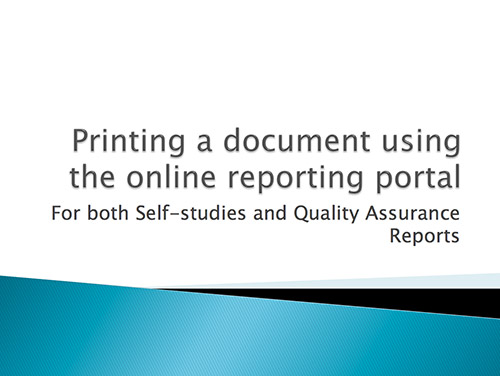 Printing a document using
the online reporting portal
For both Self-studies and Quality Assurance
Reports